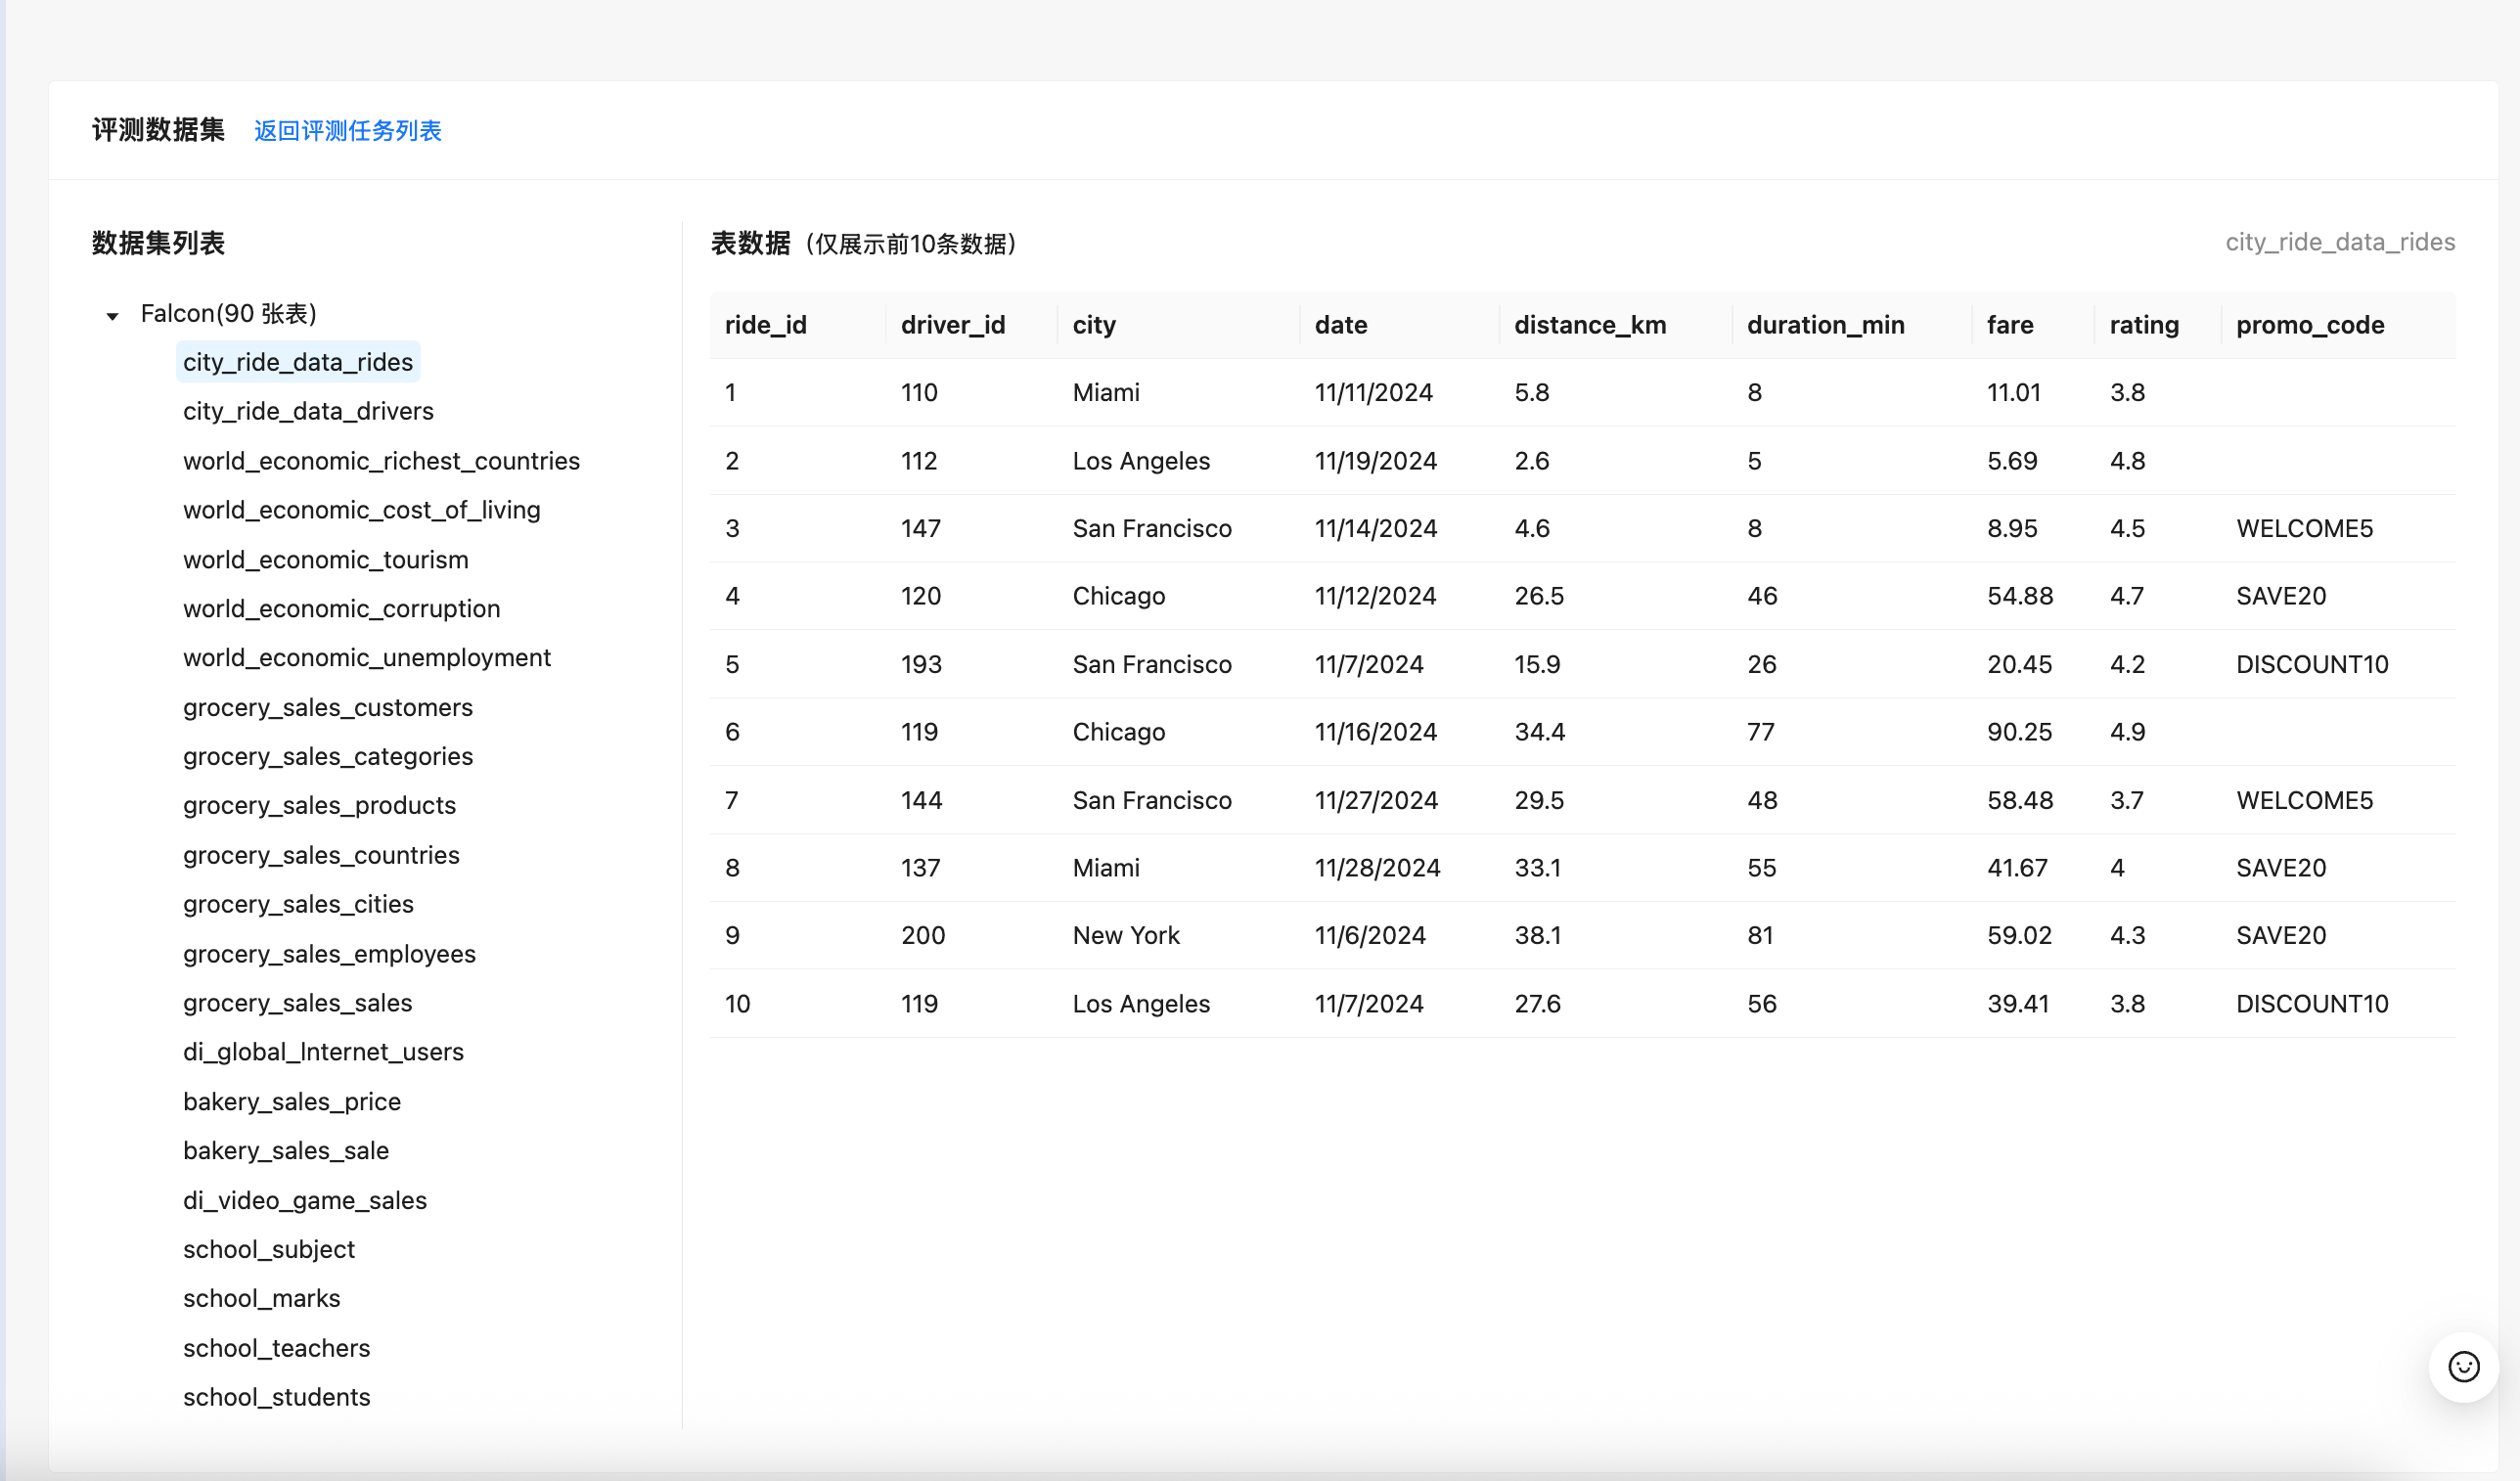 评测数据集 返回评测任务列表
数据集列表
Falcon(90 张表)
city_ride_data_rides
city_ride_data_drivers
world_economic_richest_countries
world_economic_cost_of_living
world_economic_tourism
world_economic_corruption
world_economic_unemployment
grocery_sales_customers
grocery_sales_categories
grocery_sales_products
grocery_sales_countries
grocery_sales_cities
grocery_sales_employees
grocery_sales_sales
di_global_Internet_users
bakery_sales_price
bakery_sales_sale
di_video_game_sales
school_subject
school_marks
school_teachers
school_students
表数据（仅展示前10条数据） city_ride_data_rides
ride_id driver_id city date distance_km duration_min fare rating promo_code
1 110 Miami 11/11/2024 5.8 8 11.01 3.8
2 112 Los Angeles 11/19/2024 2.6 5 5.69 4.8
3 147 San Francisco 11/14/2024 4.6 8 8.95 4.5 WELCOME5
4 120 Chicago 11/12/2024 26.5 46 54.88 4.7 SAVE20
5 193 San Francisco 11/7/2024 15.9 26 20.45 4.2 DISCOUNT10
6 119 Chicago 11/16/2024 34.4 77 90.25 4.9
7 144 San Francisco 11/27/2024 29.5 48 58.48 3.7 WELCOME5
8 137 Miami 11/28/2024 33.1 55 41.67 4 SAVE20
9 200 New York 11/6/2024 38.1 81 59.02 4.3 SAVE20
10 119 Los Angeles 11/7/2024 27.6 56 39.41 3.8 DISCOUNT10